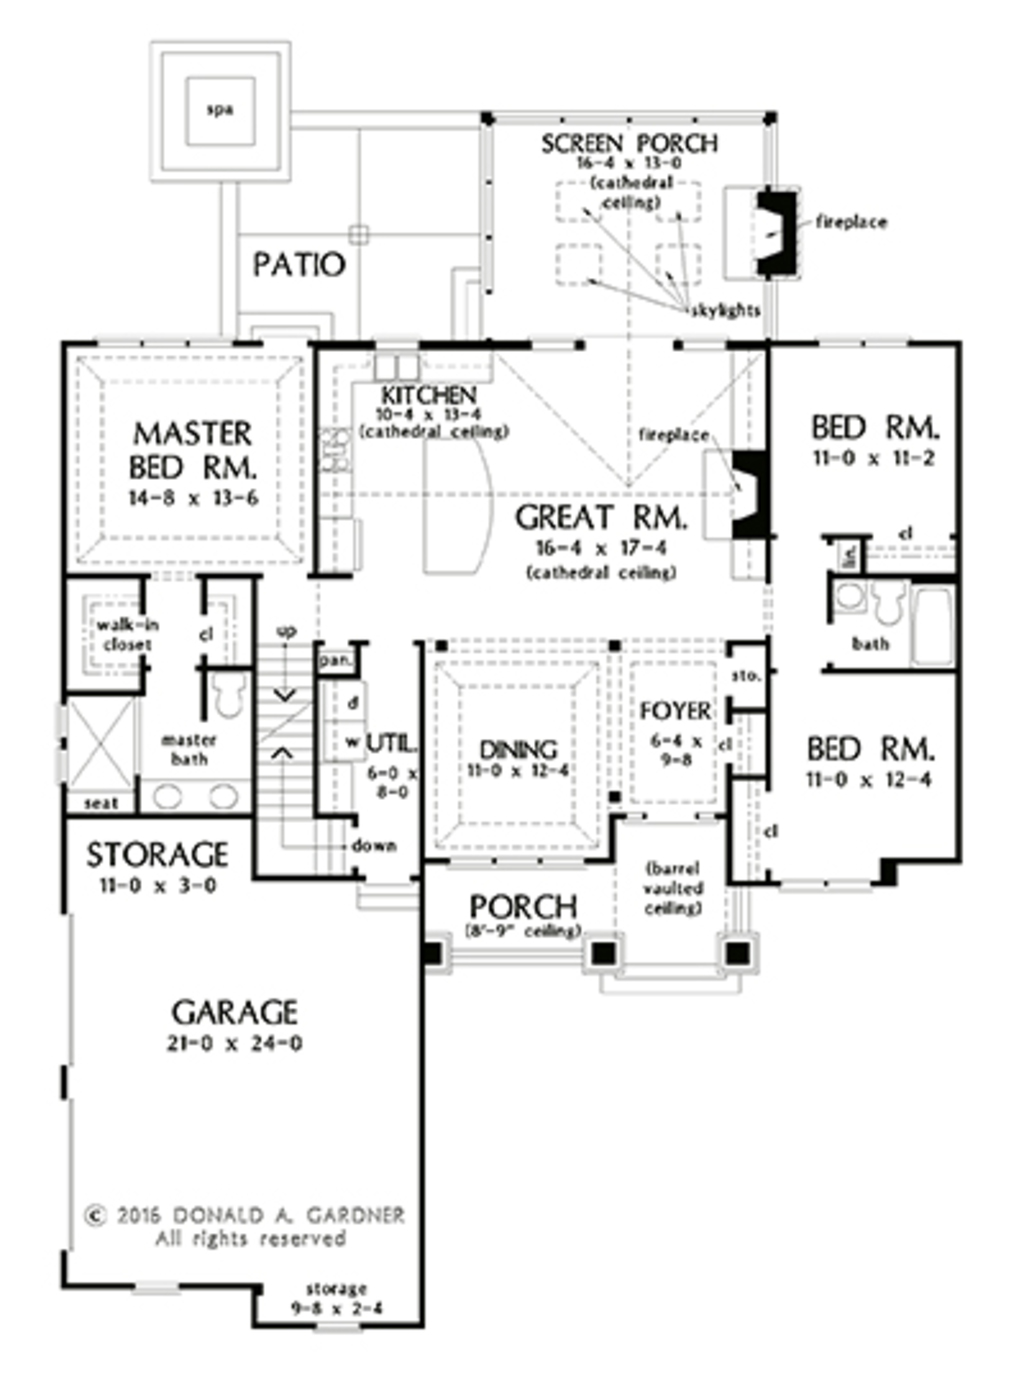 spa
SCREEN PORCH
16-4 x 13-0
(cathedral
ceiling)
fireplace
PATIO
skylights
KITCHEN
10-4 x 13-4
(cathedral ceiling)
MASTER
BED RM.
14-8 x 13-6
fireplace
BED RM.
11-0 x 11-2
GREAT RM.
16-4 x 17-4
(cathedral ceiling)
cl
lin.
walk-in
closet
cl
up
bath
pan.
sto.
d
w
UTIL.
6-0 x
8-0
master
bath
seat
DINING
11-0 x 12-4
FOYER
6-4 x
9-8
cl
BED RM.
11-0 x 12-4
cl
down
STORAGE
11-0 x 3-0
PORCH
(8'-9" ceiling)
(barrel
vaulted
ceiling)
GARAGE
21-0 x 24-0
© 2016 DONALD A. GARDNER
All rights reserved
storage
9-8 x 2-4